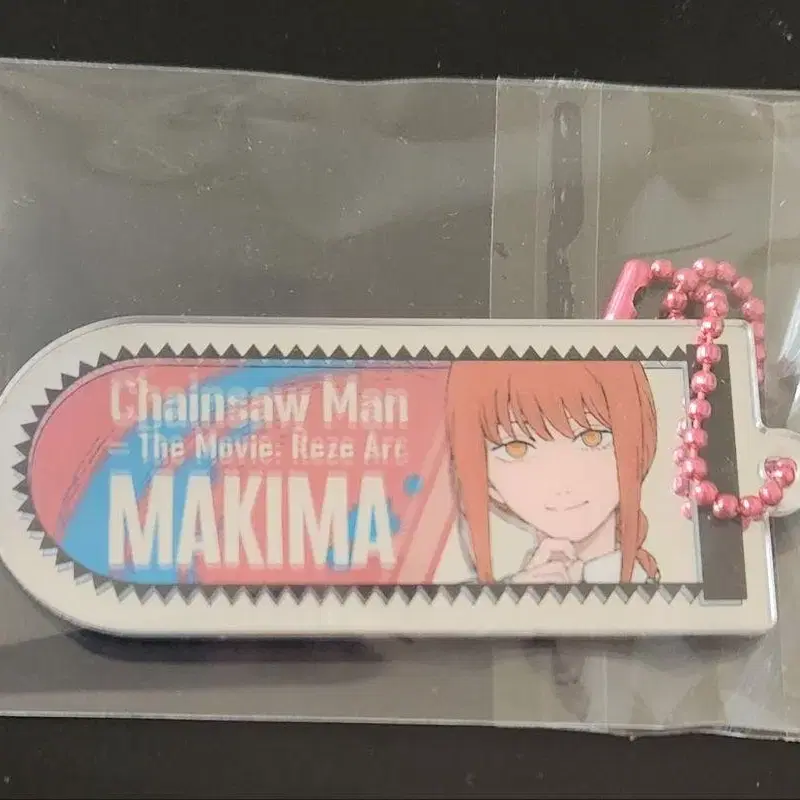 Chainsaw Man
= The Movie: Reze Arc
MAKIMA